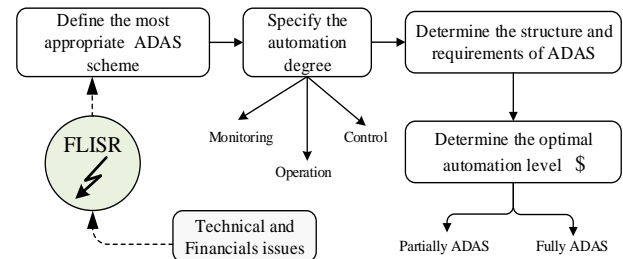 Define the most
appropriate ADAS
scheme
Specify the
automation
degree
Determine the structure and
requirements of ADAS
FLISR
Monitoring
Operation
Control
Determine the optimal
automation level $
Technical and
Financials issues
Partially ADAS
Fully ADAS